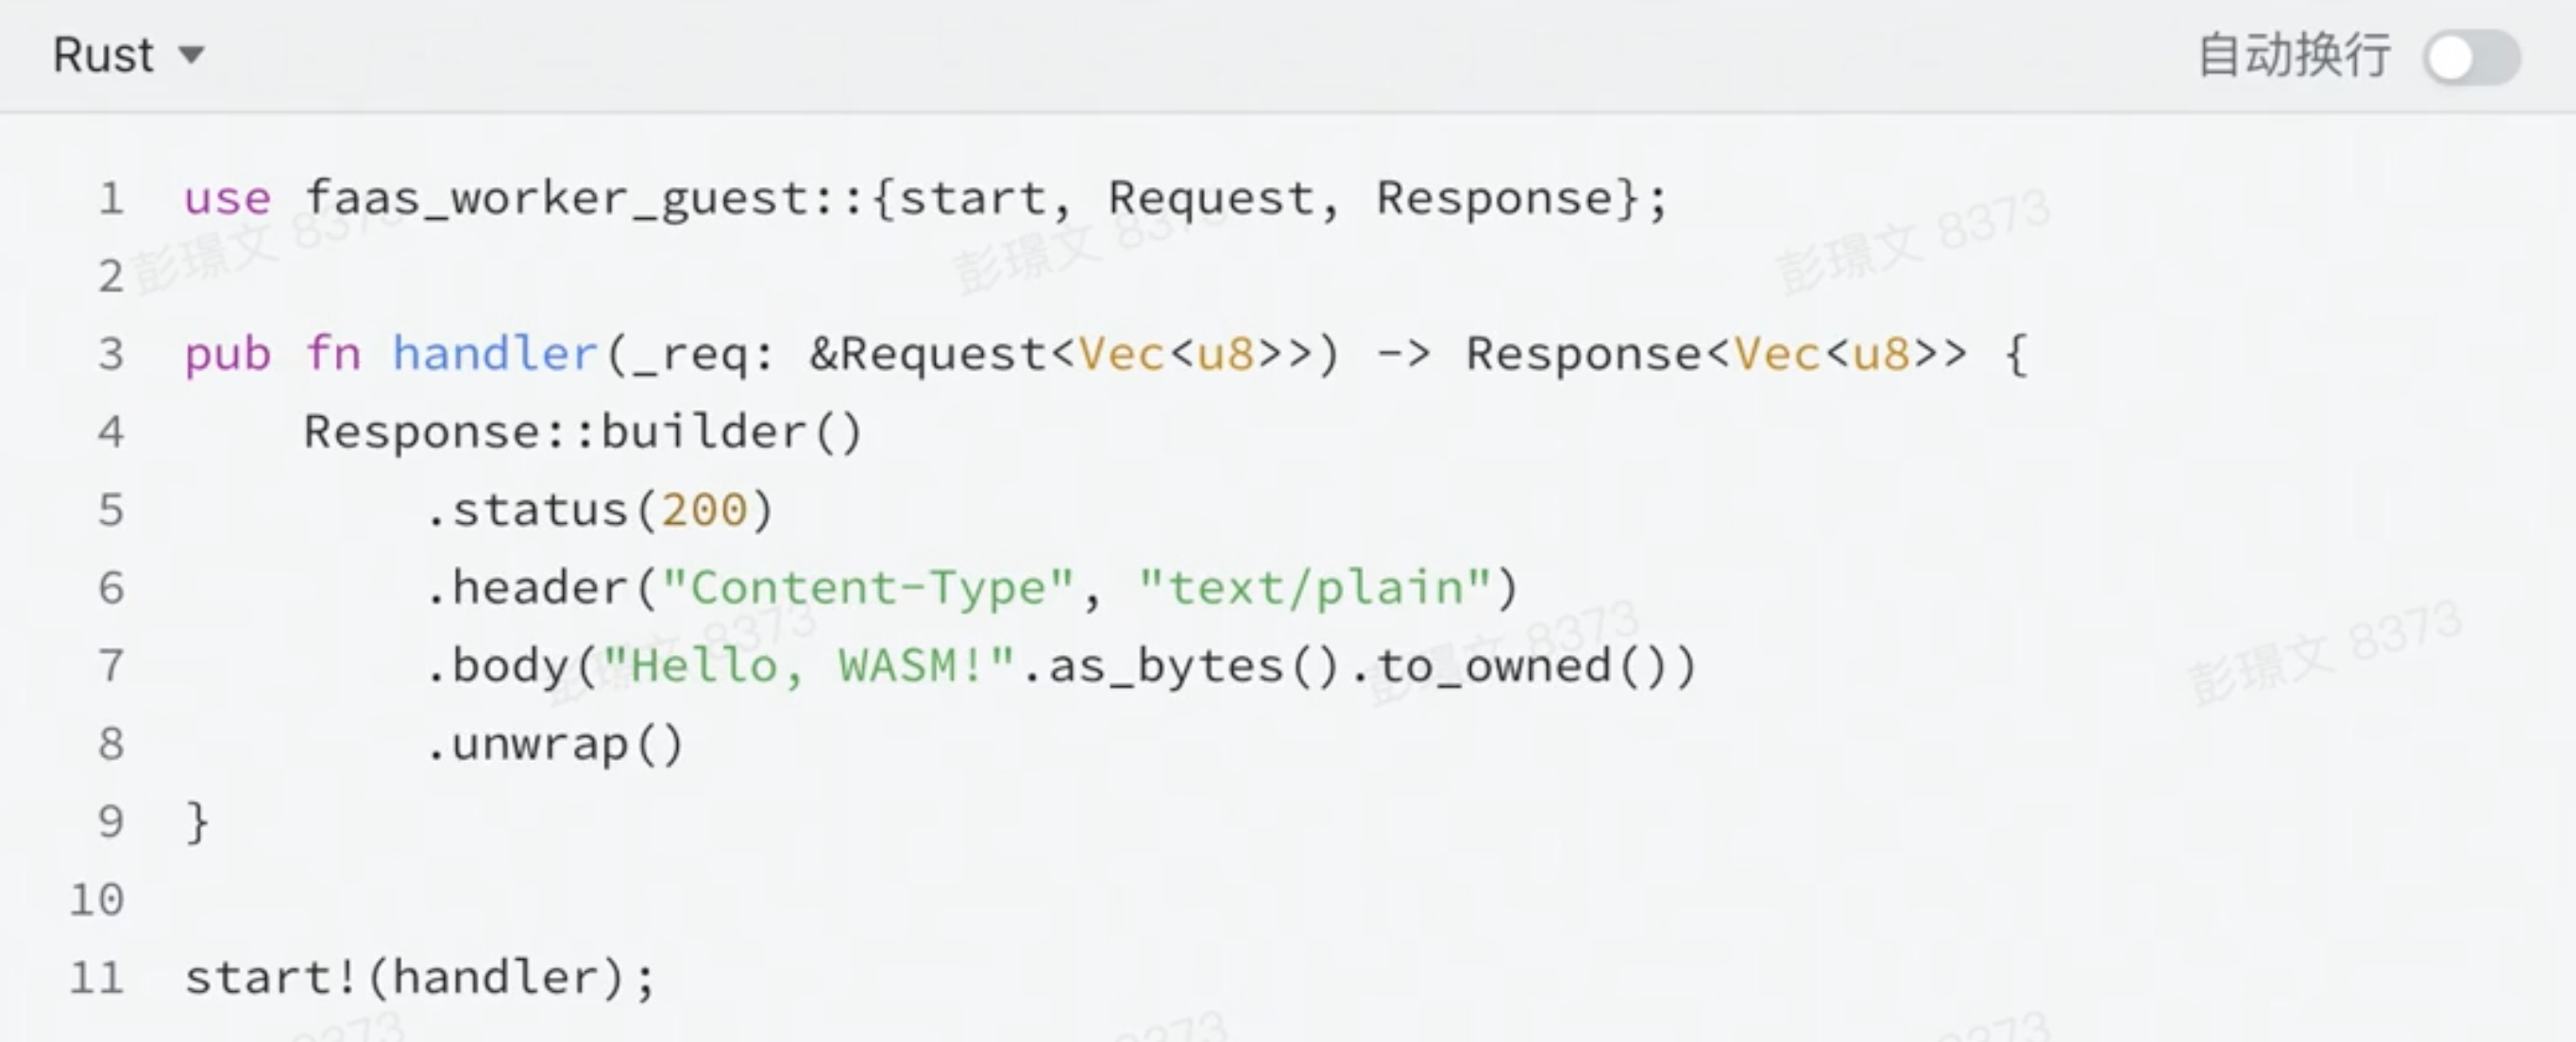 Rust
自动换行
1 use faas_worker_guest::{start, Request, Response};
2
3 pub fn handler(_req: &Request<Vec<u8>>) -> Response<Vec<u8>> {
4     Response::builder()
5         .status(200)
6         .header("Content-Type", "text/plain")
7         .body("Hello, WASM!".as_bytes().to_owned())
8         .unwrap()
9 }
10
11 start!(handler);
彭璟文 8373
彭璟文 8373
彭璟文 8373
彭璟文 8373
彭璟文 8373
彭璟文 8373
8373
8373
8373